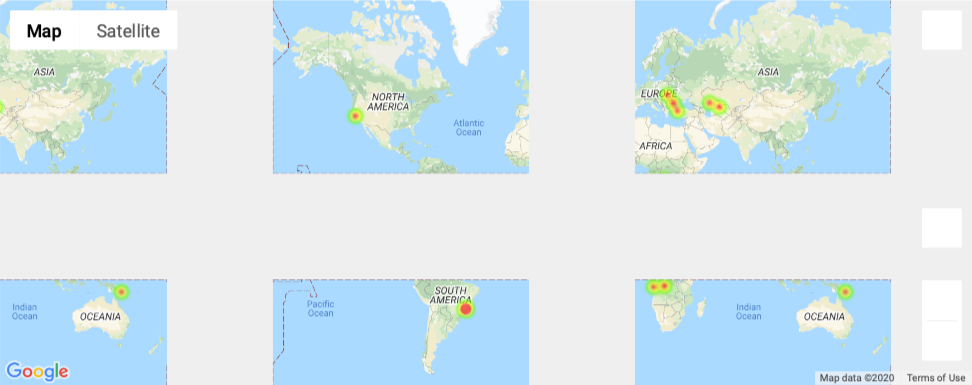 Map
Satellite
ASIA
NORTH
AMERICA
Atlantic
Ocean
EUROPE
ASIA
AFRICA
Indian
Ocean
OCEANIA
Pacific
Ocean
SOUTH
AMERICA
Indian
Ocean
OCEANIA
Google
Map data ©2020
Terms of Use